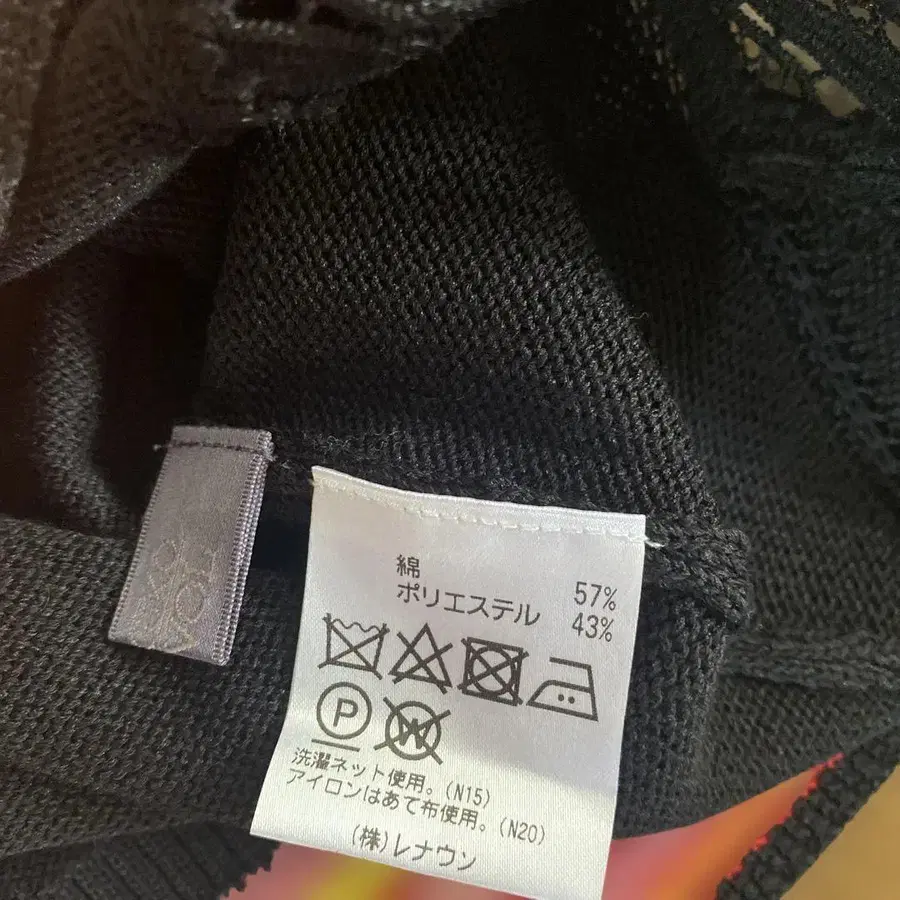 綿 57%
ポリエステル 43%
P W
洗濯ネット使用。(N15)
アイロンはあて布使用。(N20)
(株)レナウン